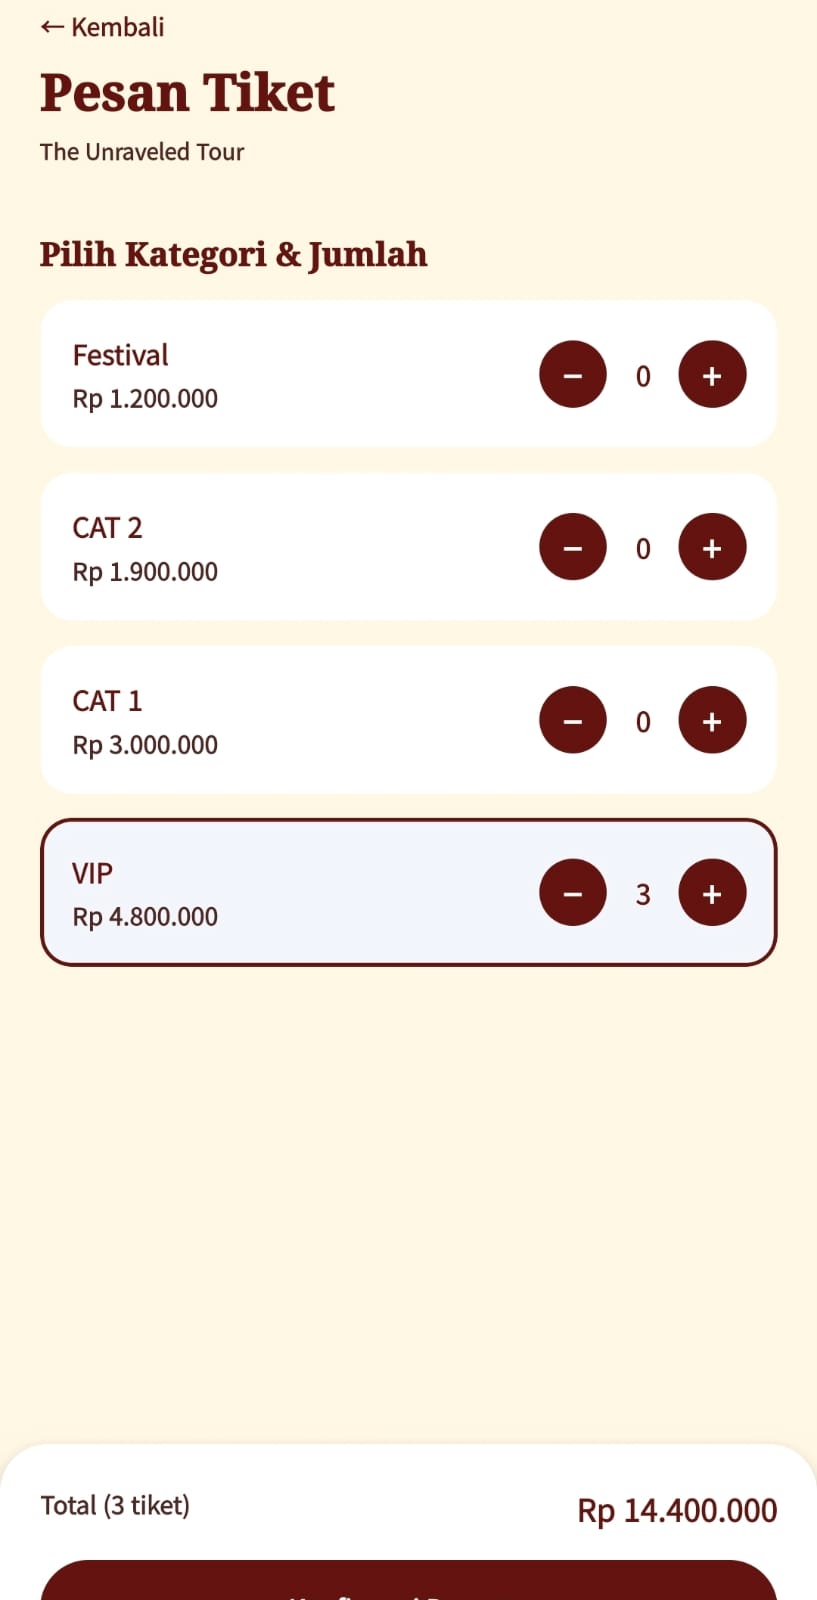 ← Kembali
Pesan Tiket
The Unraveled Tour
Pilih Kategori & Jumlah
Festival
Rp 1.200.000
− 0 +
CAT 2
Rp 1.900.000
− 0 +
CAT 1
Rp 3.000.000
− 0 +
VIP
Rp 4.800.000
− 3 +
Total (3 tiket)
Rp 14.400.000